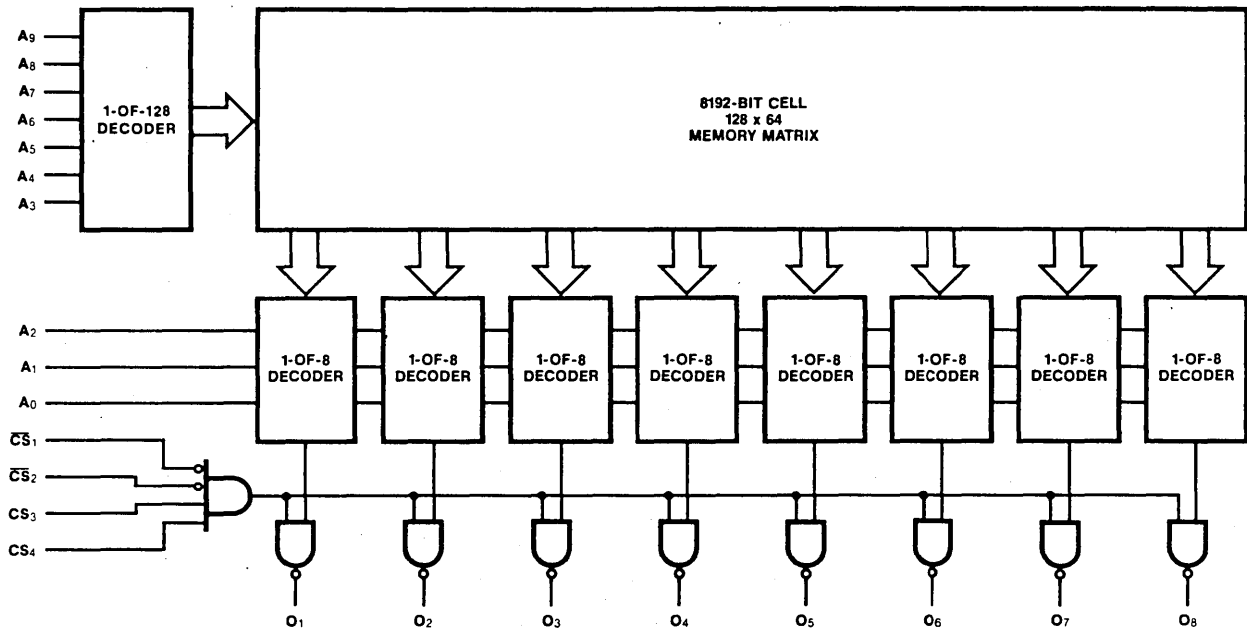 A₉
A₈
A₇
A₆
A₅
A₄
A₃
1-OF-128
DECODER
8192-BIT CELL
128 x 64
MEMORY MATRIX
A₂
A₁
A₀
1-OF-8
DECODER
1-OF-8
DECODER
1-OF-8
DECODER
1-OF-8
DECODER
1-OF-8
DECODER
1-OF-8
DECODER
1-OF-8
DECODER
1-OF-8
DECODER
C̅S̅₁
C̅S̅₂
CS₃
CS₄
O₁ O₂ O₃ O₄ O₅ O₆ O₇ O₈